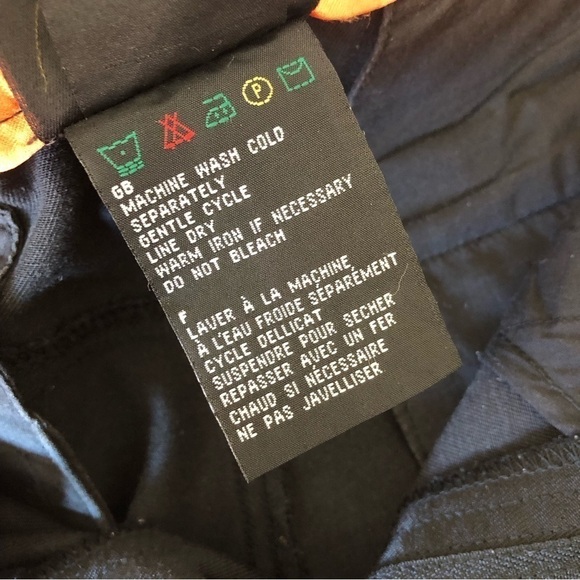 P
GB
MACHINE WASH COLD
SEPARATELY
GENTLE CYCLE
LINE DRY
WARM IRON IF NECESSARY
DO NOT BLEACH
F
LAVER À LA MACHINE
À L'EAU FROIDE SÉPARÉMENT
CYCLE DELLICAT
SUSPENDRE POUR SECHER
REPASSER AVEC UN FER
CHAUD SI NÉCESSAIRE
NE PAS JAVELLISER